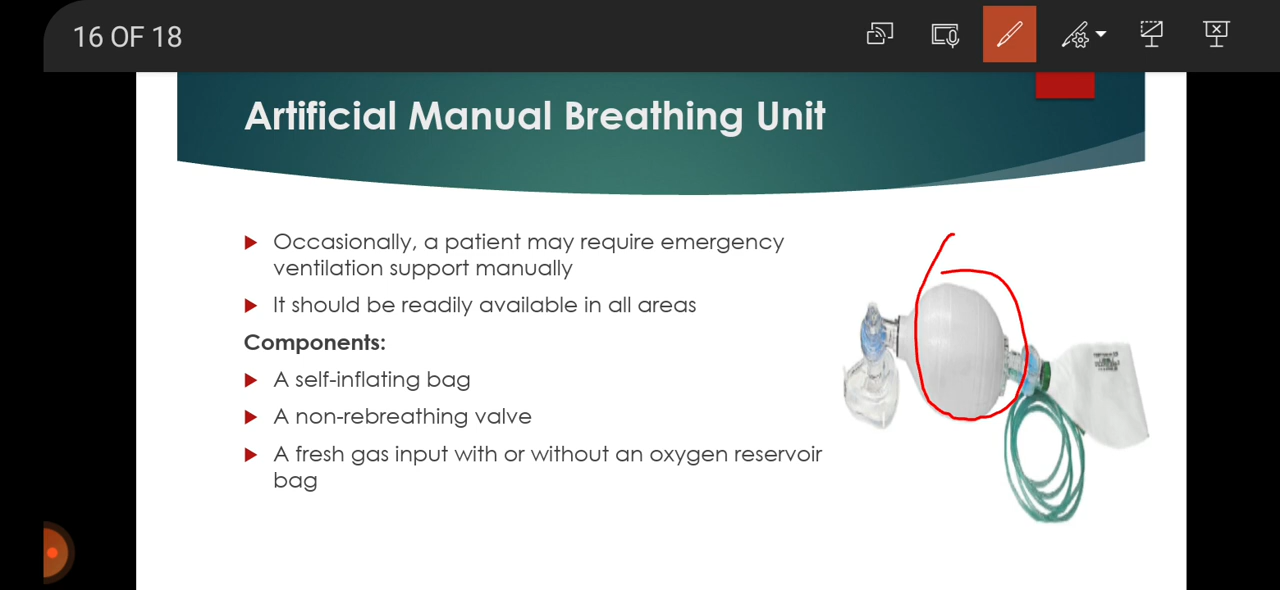 16 OF 18
Artificial Manual Breathing Unit
Occasionally, a patient may require emergency
ventilation support manually
It should be readily available in all areas
Components:
A self-inflating bag
A non-rebreathing valve
A fresh gas input with or without an oxygen reservoir
bag